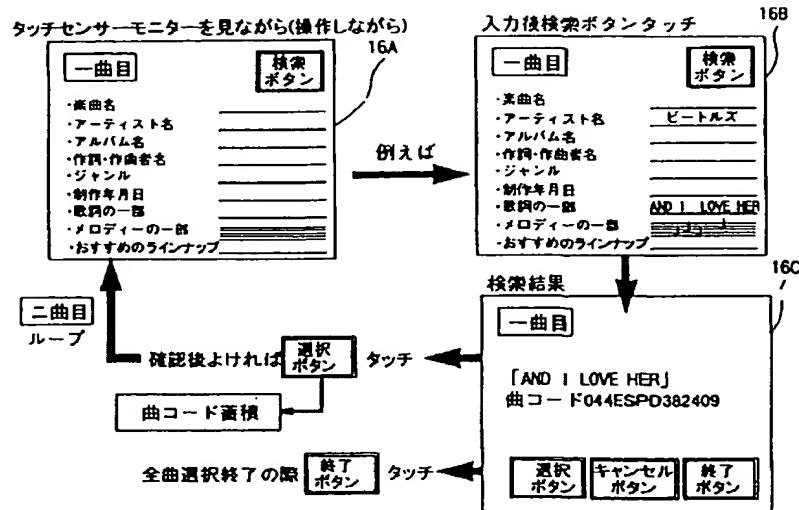 タッチセンサーモニターを見ながら(操作しながら)
16A
一曲目
検索
ボタン
・楽曲名
・アーティスト名
・アルバム名
・作詞・作曲者名
・ジャンル
・制作年月日
・歌詞の一部
・メロディーの一部
・おすすめのラインナップ
例えば
入力後検索ボタンタッチ
16B
一曲目
検索
ボタン
・楽曲名
・アーティスト名 ビートルズ
・アルバム名
・作詞・作曲者名
・ジャンル
・制作年月日
・歌詞の一部 AND I LOVE HER
・メロディーの一部
・おすすめのラインナップ
検索結果
16C
一曲目
「AND I LOVE HER」
曲コード044ESPD382409
選択
ボタン
キャンセル
ボタン
終了
ボタン
二曲目
ループ
確認後よければ
選択
ボタン
タッチ
曲コード蓄積
全曲選択終了の際
終了
ボタン
タッチ